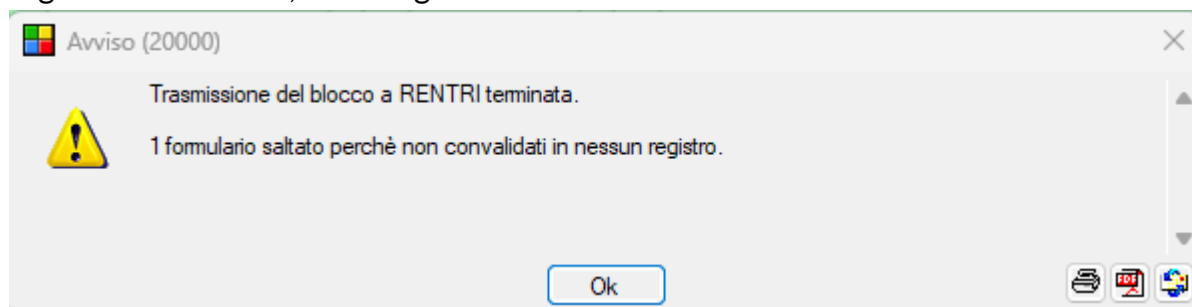 Avviso (20000)
Trasmissione del blocco a RENTRI terminata.
1 formulario saltato perchè non convalidati in nessun registro.
Ok